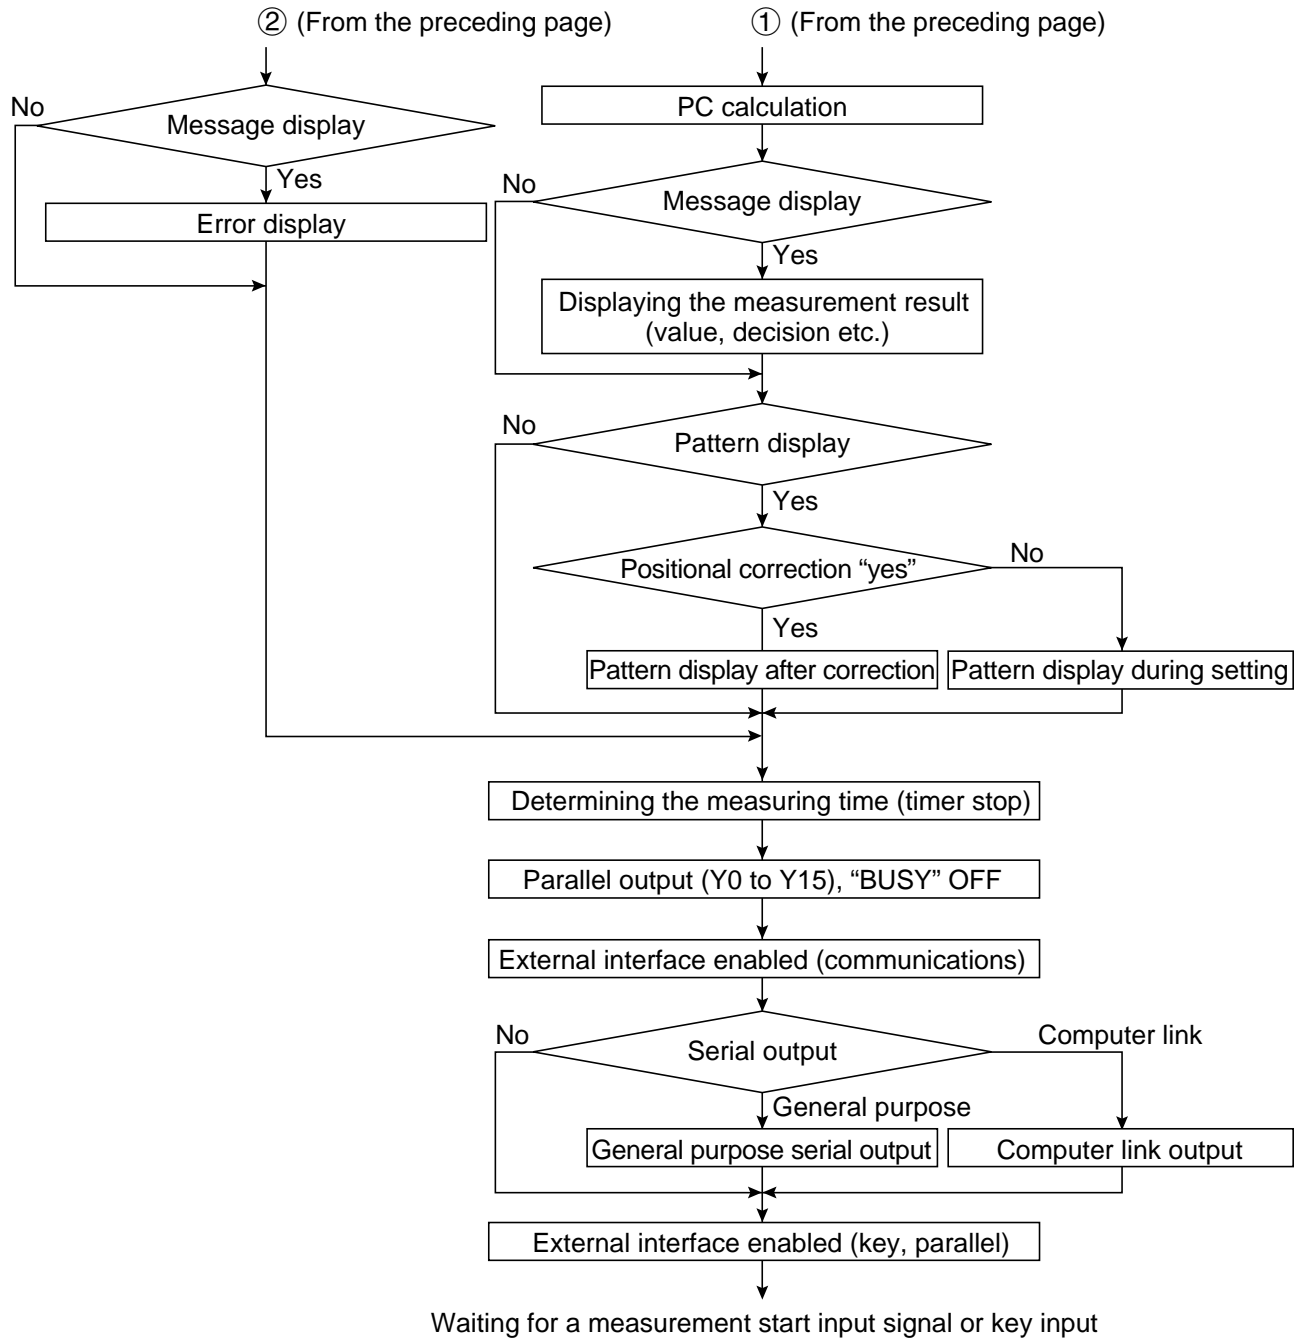 ② (From the preceding page)
① (From the preceding page)
No
Message display
Yes
Error display
PC calculation
No
Message display
Yes
Displaying the measurement result
(value, decision etc.)
No
Pattern display
Yes
Positional correction “yes”
No
Yes
Pattern display after correction
Pattern display during setting
Determining the measuring time (timer stop)
Parallel output (Y0 to Y15), “BUSY” OFF
External interface enabled (communications)
No
Serial output
Computer link
General purpose
General purpose serial output
Computer link output
External interface enabled (key, parallel)
Waiting for a measurement start input signal or key input